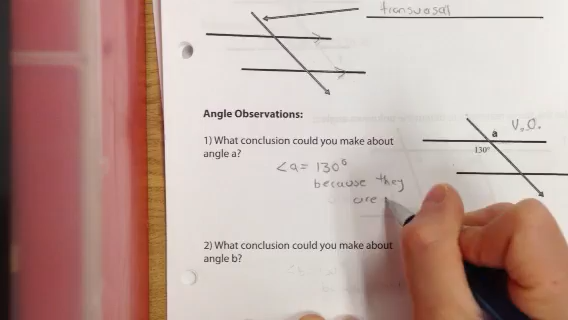 transversal
Angle Observations:
1) What conclusion could you make about
angle a?
<a = 130°
because they
are
a
V.O.
130°
2) What conclusion could you make about
angle b?